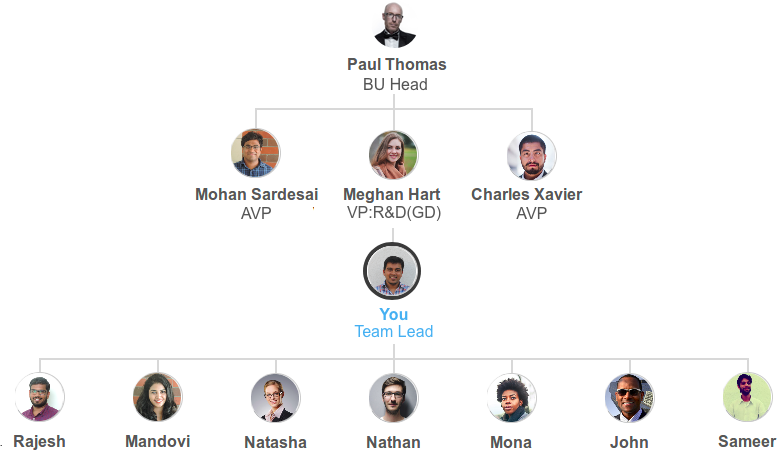 Paul Thomas
BU Head
Mohan Sardesai
AVP
Meghan Hart
VP:R&D(GD)
Charles Xavier
AVP
You
Team Lead
Rajesh
Mandovi
Natasha
Nathan
Mona
John
Sameer